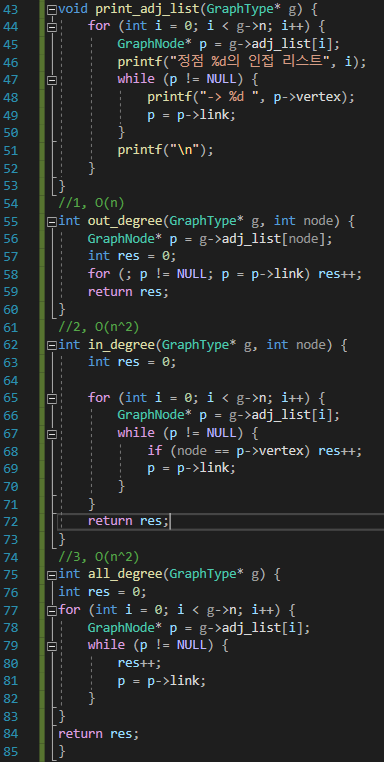 43 void print_adj_list(GraphType* g) {
44 for (int i = 0; i < g->n; i++) {
45 GraphNode* p = g->adj_list[i];
46 printf("정점 %d의 인접 리스트", i);
47 while (p != NULL) {
48 printf("-> %d ", p->vertex);
49 p = p->link;
50 }
51 printf("\n");
52 }
53 }
54 //1, O(n)
55 int out_degree(GraphType* g, int node) {
56 GraphNode* p = g->adj_list[node];
57 int res = 0;
58 for (; p != NULL; p = p->link) res++;
59 return res;
60 }
61 //2, O(n^2)
62 int in_degree(GraphType* g, int node) {
63 int res = 0;
64
65 for (int i = 0; i < g->n; i++) {
66 GraphNode* p = g->adj_list[i];
67 while (p != NULL) {
68 if (node == p->vertex) res++;
69 p = p->link;
70 }
71 }
72 return res;
73 }
74 //3, O(n^2)
75 int all_degree(GraphType* g) {
76 int res = 0;
77 for (int i = 0; i < g->n; i++) {
78 GraphNode* p = g->adj_list[i];
79 while (p != NULL) {
80 res++;
81 p = p->link;
82 }
83 }
84 return res;
85 }